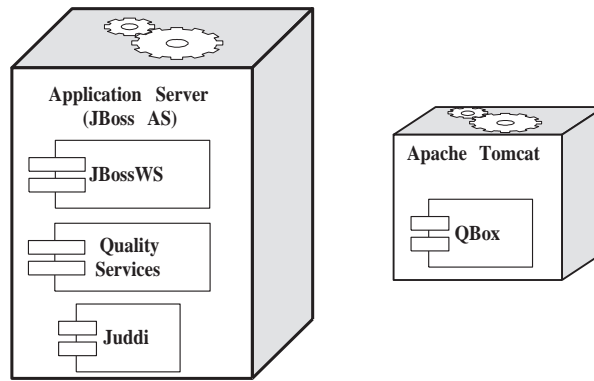 Application Server
(JBoss AS)
JBossWS
Quality
Services
Juddi
Apache Tomcat
QBox